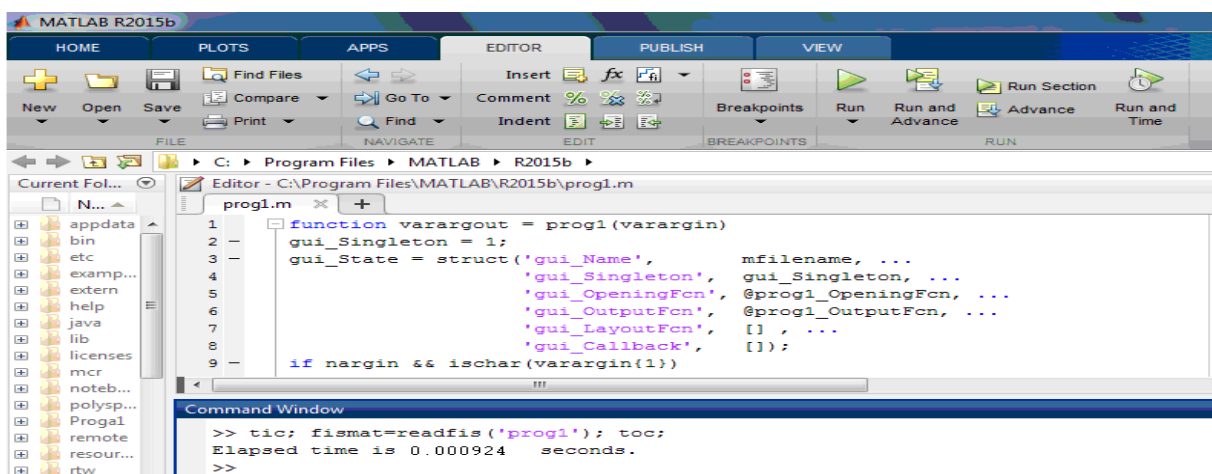 MATLAB R2015b
HOME PLOTS APPS EDITOR PUBLISH VIEW
New Open Save
Find Files
Compare
Print
FILE
Go To
Find
NAVIGATE
Insert fx
Comment
Indent
EDIT
Breakpoints
BREAKPOINTS
Run
Run and Advance
Run Section
Advance
Run and Time
RUN
C: Program Files MATLAB R2015b
Current Fol...
N...
appdata
bin
etc
examp...
extern
help
java
lib
licenses
mcr
noteb...
polysp...
Proga1
remote
resour...
rtw
Editor - C:\Program Files\MATLAB\R2015b\prog1.m
prog1.m
1 function varargout = prog1(varargin)
2 gui_Singleton = 1;
3 gui_State = struct('gui_Name', mfilename, ...
4 'gui_Singleton', gui_Singleton, ...
5 'gui_OpeningFcn', @prog1_OpeningFcn, ...
6 'gui_OutputFcn', @prog1_OutputFcn, ...
7 'gui_LayoutFcn', [] , ...
8 'gui_Callback', []);
9 if nargin && ischar(varargin{1})
Command Window
>> tic; fismat=readfis('prog1'); toc;
Elapsed time is 0.000924 seconds.
>>